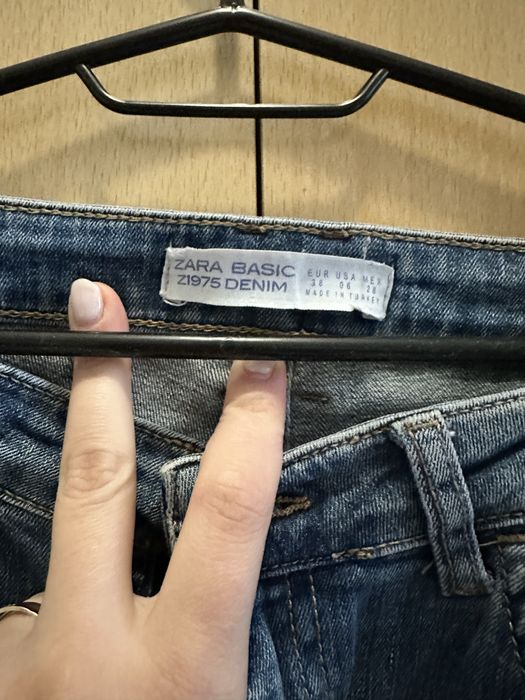 ZARA BASIC
Z1975 DENIM
EUR USA MEX
38 06 28
MADE IN TURKEY